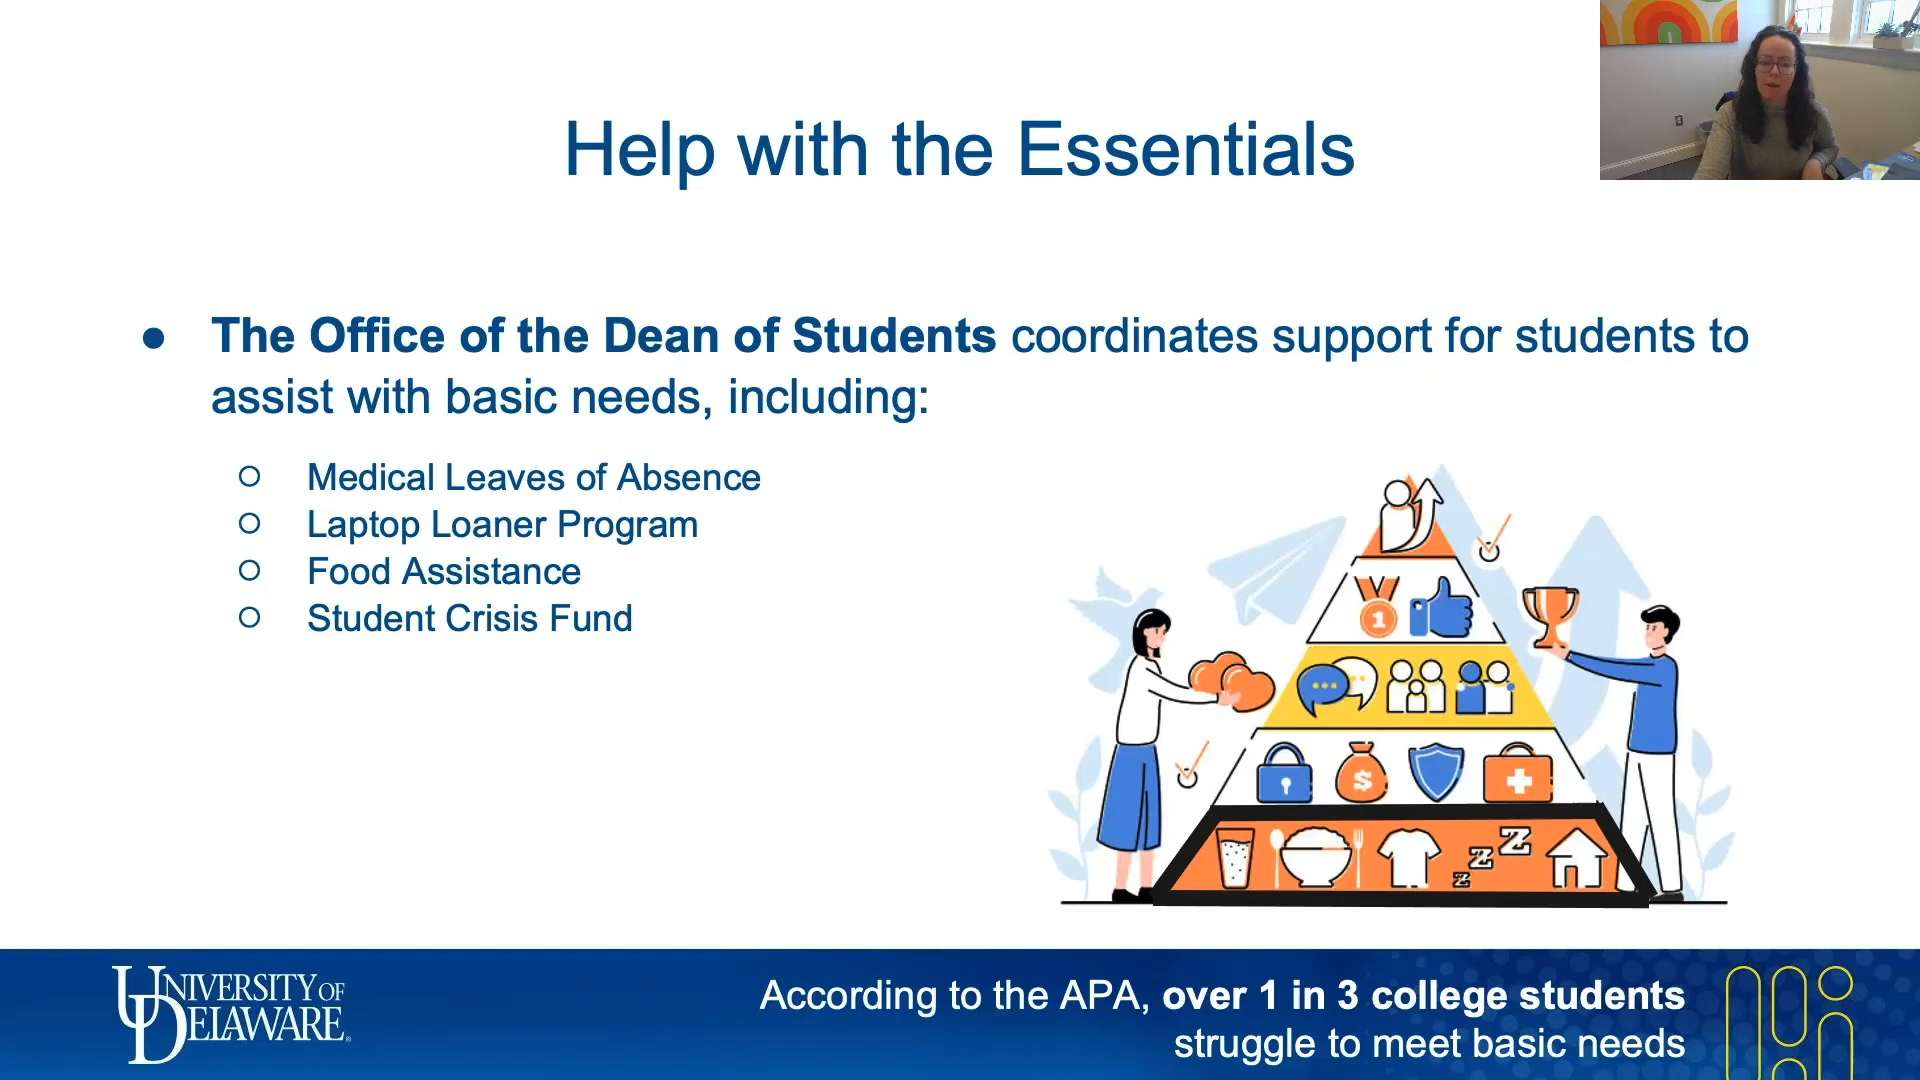 Help with the Essentials
● The Office of the Dean of Students coordinates support for students to
assist with basic needs, including:
○ Medical Leaves of Absence
○ Laptop Loaner Program
○ Food Assistance
○ Student Crisis Fund
1
$
z z Z
UNIVERSITY OF
DELAWARE
According to the APA, over 1 in 3 college students
struggle to meet basic needs